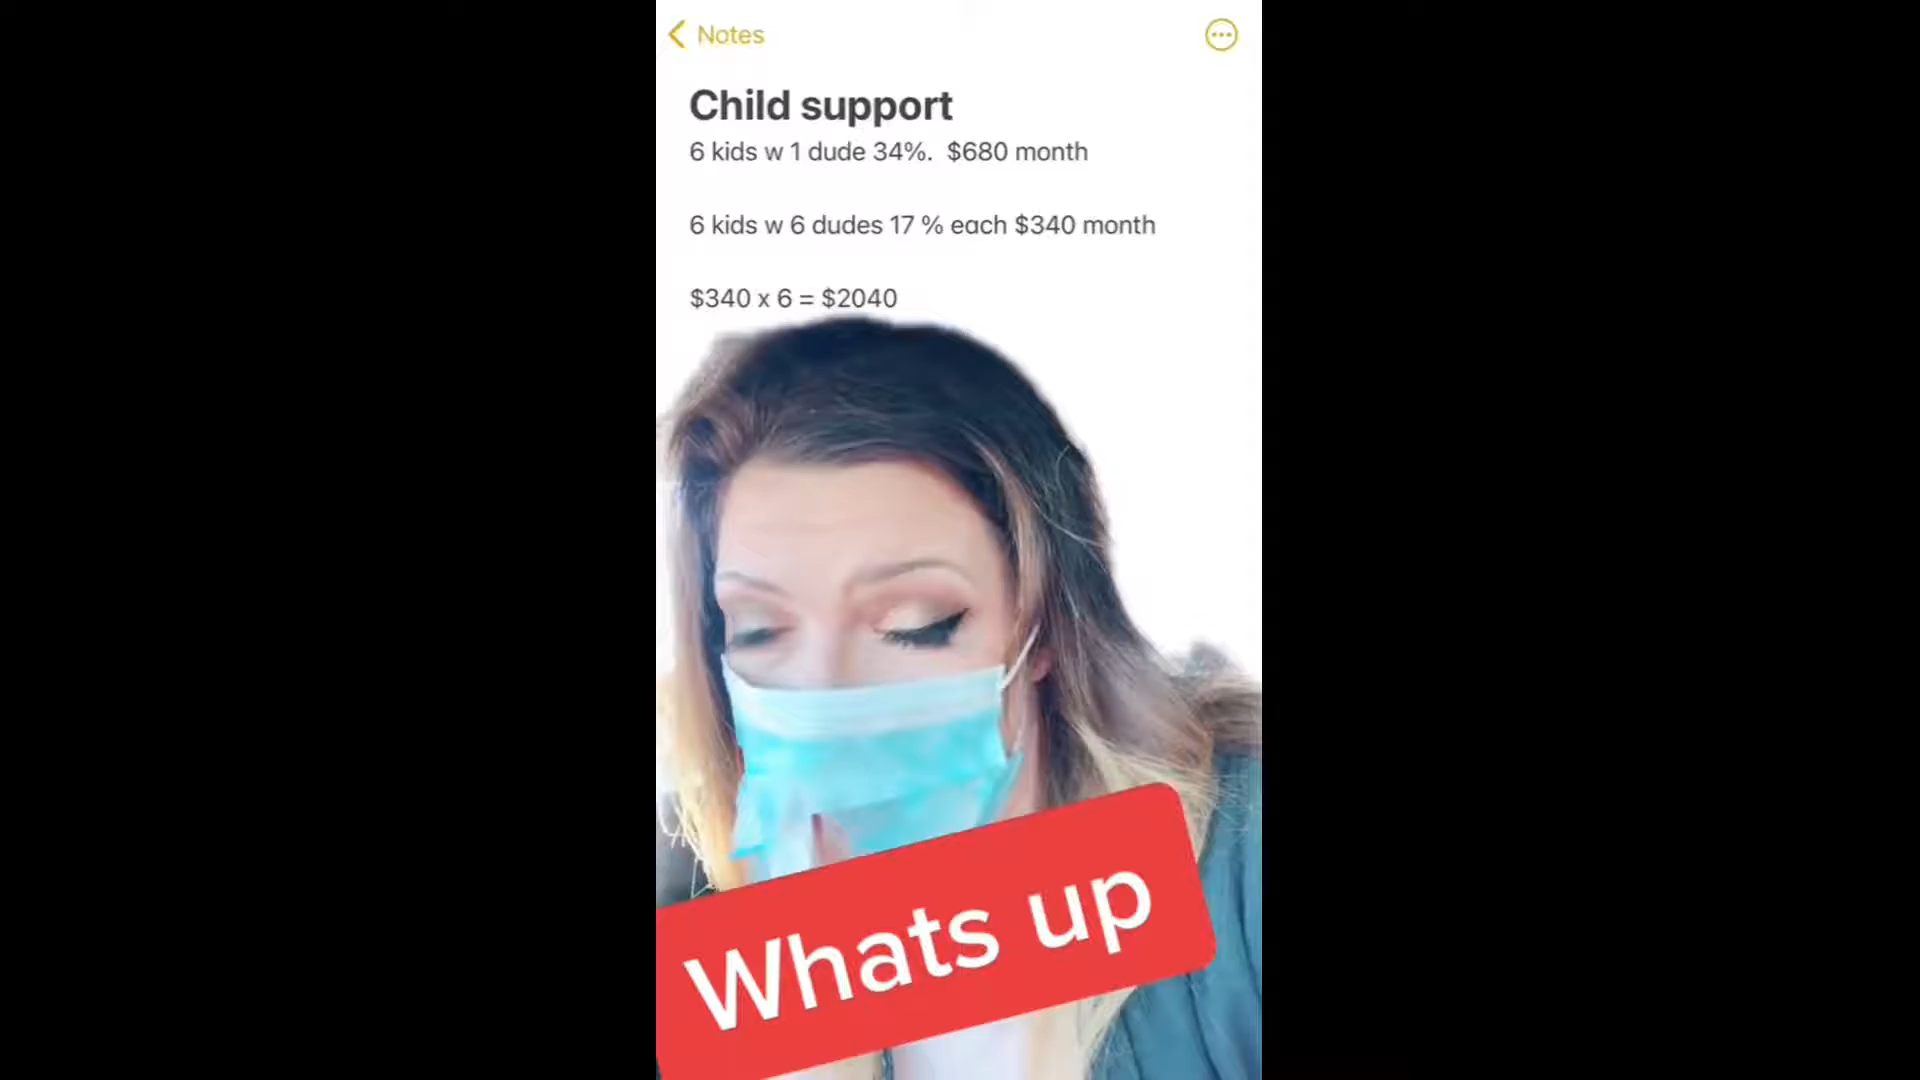 Notes
Child support
6 kids w 1 dude 34%.  $680 month
6 kids w 6 dudes 17 % each $340 month
$340 x 6 = $2040
Whats up